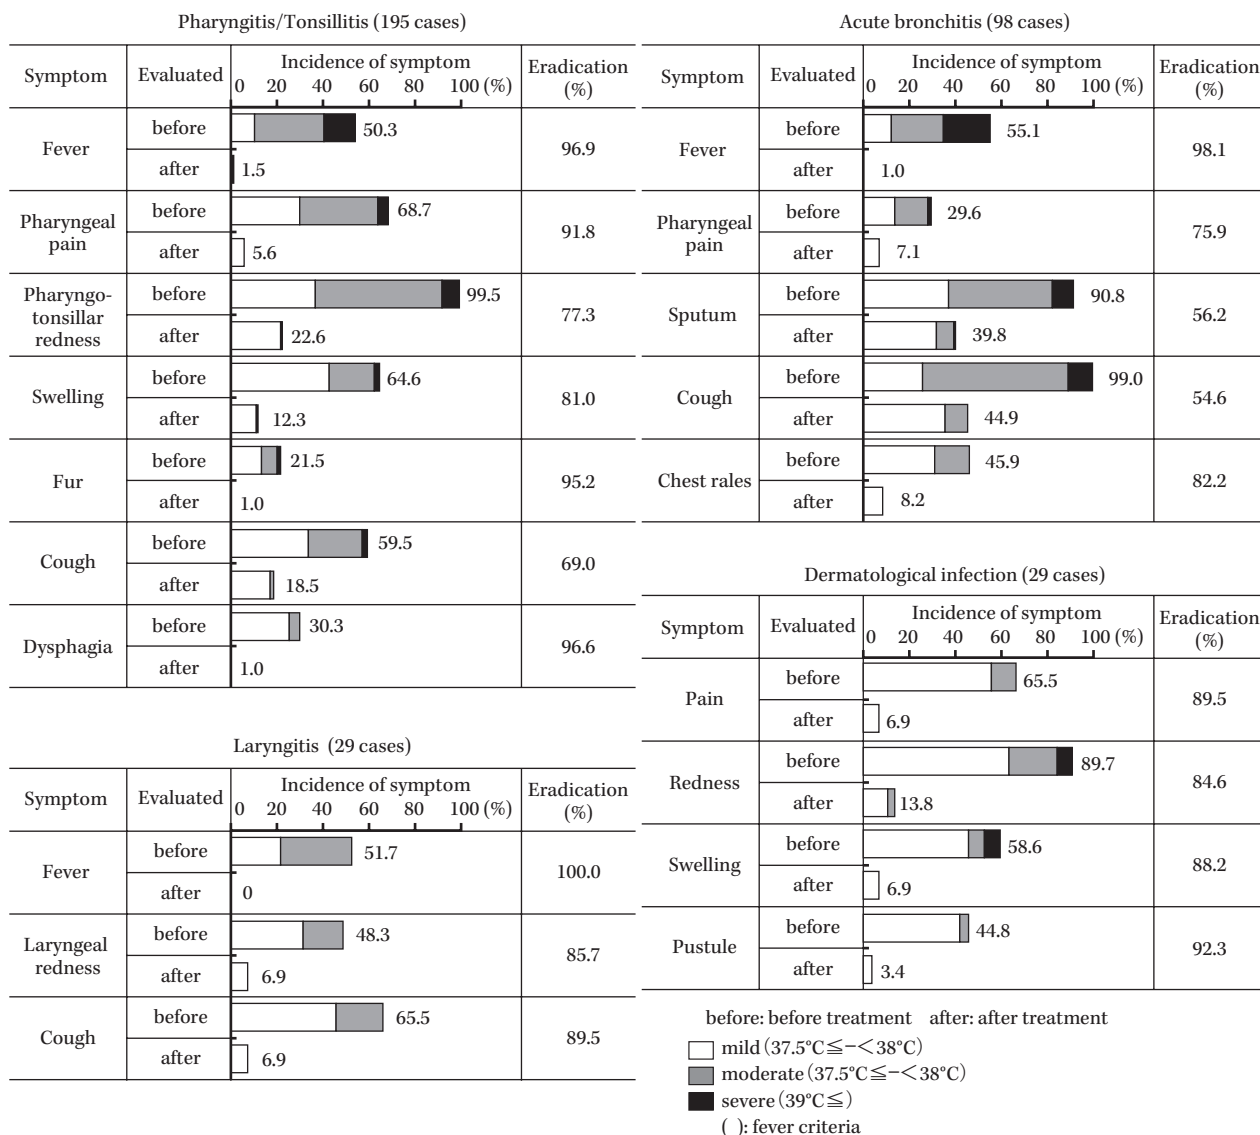 Pharyngitis/Tonsillitis (195 cases)
Symptom Evaluated Incidence of symptom Eradication (%)
0 20 40 60 80 100 (%)
Fever before 50.3 96.9
after 1.5
Pharyngeal pain before 68.7 91.8
after 5.6
Pharyngo-tonsillar redness before 99.5 77.3
after 22.6
Swelling before 64.6 81.0
after 12.3
Fur before 21.5 95.2
after 1.0
Cough before 59.5 69.0
after 18.5
Dysphagia before 30.3 96.6
after 1.0
Laryngitis (29 cases)
Symptom Evaluated Incidence of symptom Eradication (%)
0 20 40 60 80 100 (%)
Fever before 51.7 100.0
after 0
Laryngeal redness before 48.3 85.7
after 6.9
Cough before 65.5 89.5
after 6.9
Acute bronchitis (98 cases)
Symptom Evaluated Incidence of symptom Eradication (%)
0 20 40 60 80 100 (%)
Fever before 55.1 98.1
after 1.0
Pharyngeal pain before 29.6 75.9
after 7.1
Sputum before 90.8 56.2
after 39.8
Cough before 99.0 54.6
after 44.9
Chest rales before 45.9 82.2
after 8.2
Dermatological infection (29 cases)
Symptom Evaluated Incidence of symptom Eradication (%)
0 20 40 60 80 100 (%)
Pain before 65.5 89.5
after 6.9
Redness before 89.7 84.6
after 13.8
Swelling before 58.6 88.2
after 6.9
Pustule before 44.8 92.3
after 3.4
before: before treatment after: after treatment
mild (37.5°C≦−<38°C)
moderate (37.5°C≦−<38°C)
severe (39°C≦)
( ): fever criteria